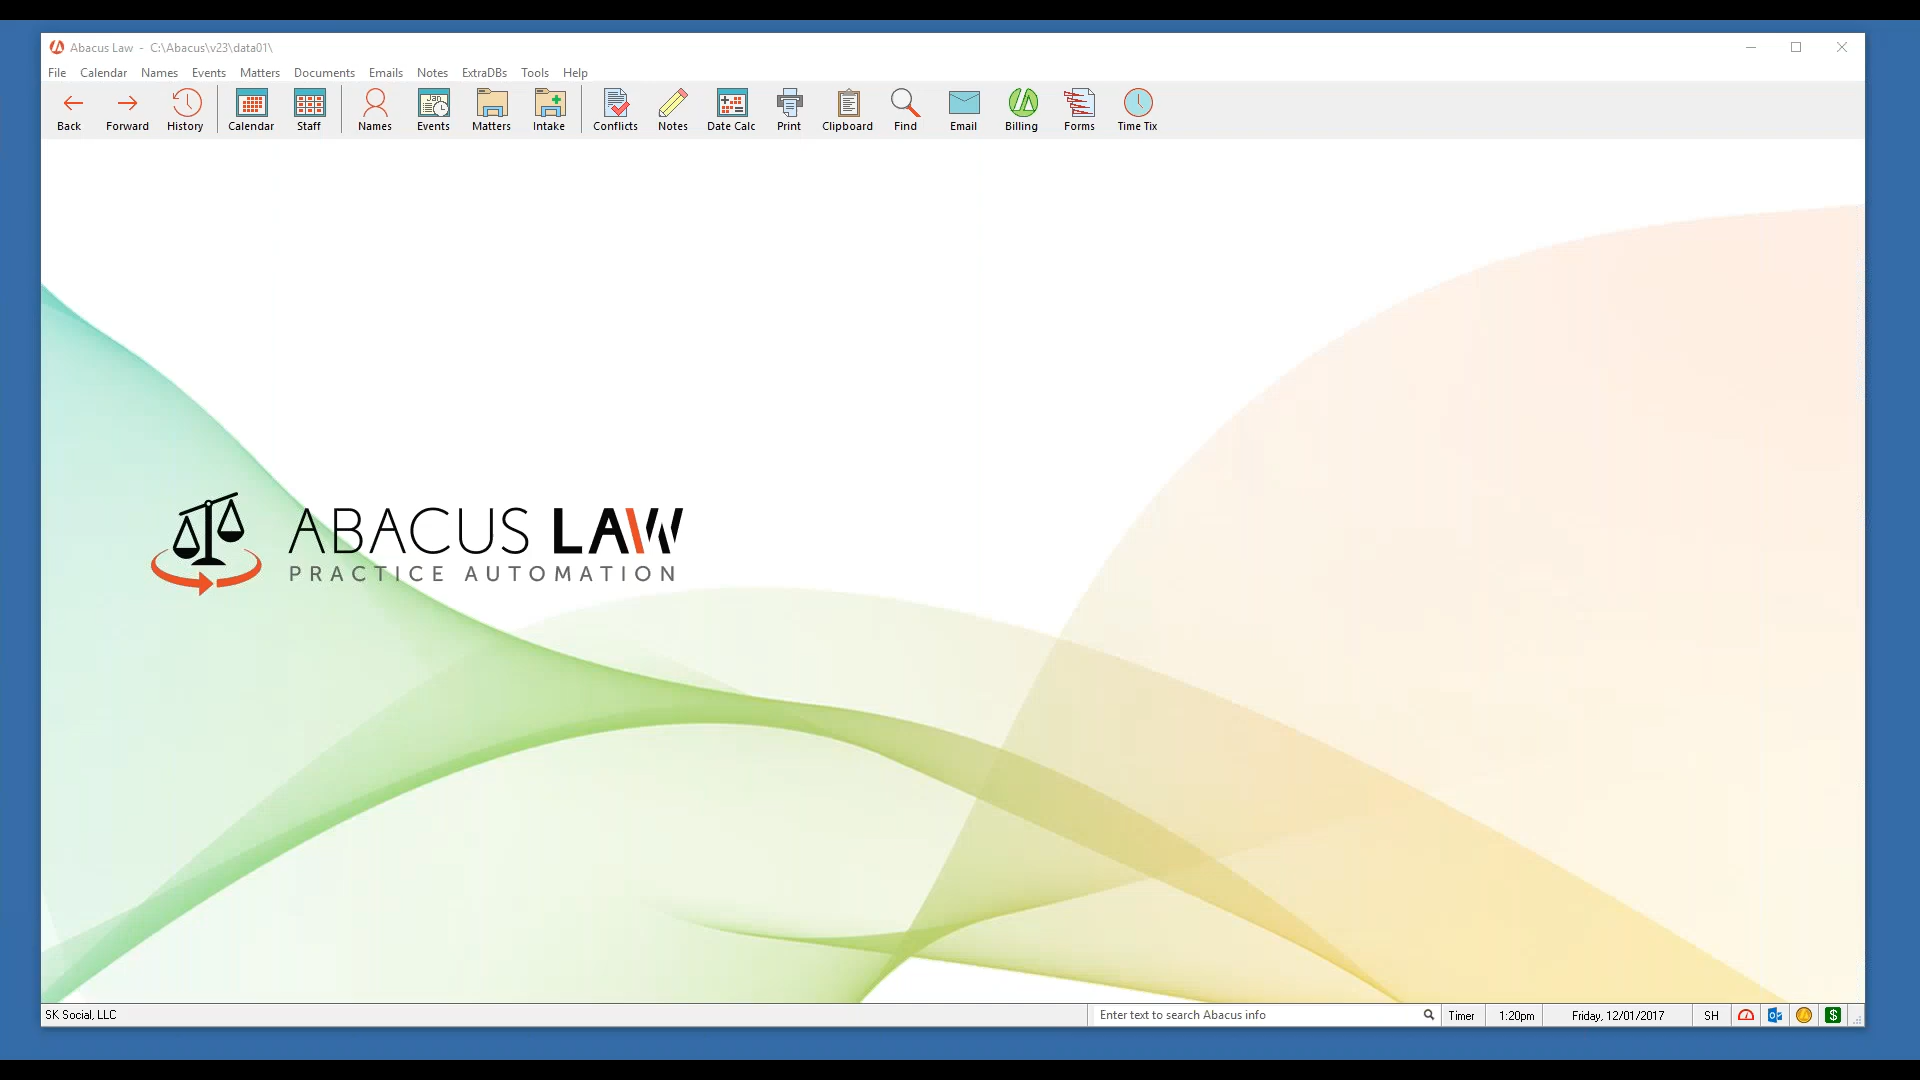 Abacus Law - C:\Abacus\v23\data01\
File Calendar Names Events Matters Documents Emails Notes ExtraDBs Tools Help
Back Forward History Calendar Staff Names Events Matters Intake Conflicts Notes Date Calc Print Clipboard Find Email Billing Forms Time Tix
ABACUS LAW
PRACTICE AUTOMATION
SK Social, LLC Enter text to search Abacus info Timer 1:20pm Friday, 12/01/2017 SH